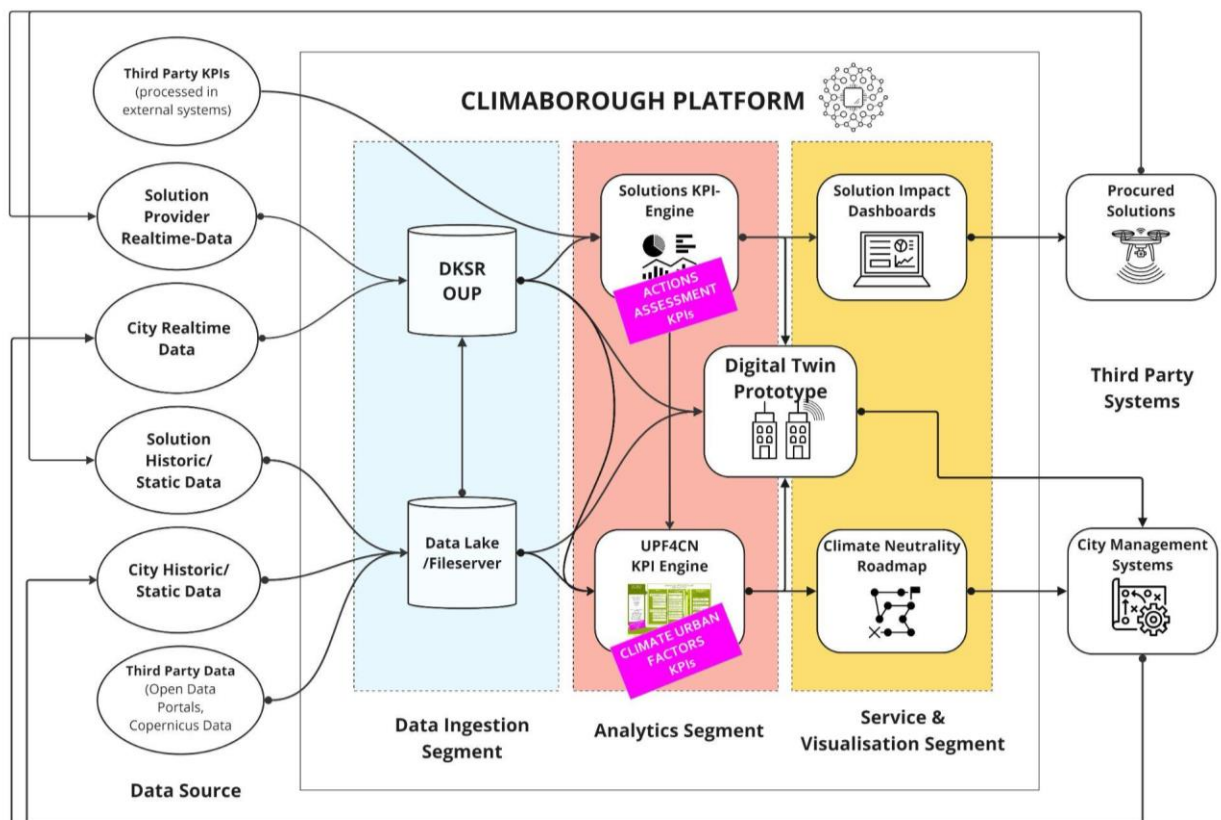 CLIMABOROUGH PLATFORM
Third Party KPIs
(processed in
external systems)
Solution
Provider
Realtime-Data
City Realtime
Data
Solution
Historic/
Static Data
City Historic/
Static Data
Third Party Data
(Open Data
Portals,
Copernicus Data
Data Source
DKSR
OUP
Data Lake
/Fileserver
Data Ingestion
Segment
Solutions KPI-
Engine
ACTIONS
ASSESSMENT
KPIs
Digital Twin
Prototype
UPF4CN
KPI Engine
CLIMATE URBAN
FACTORS
KPIs
Analytics Segment
Solution Impact
Dashboards
Climate Neutrality
Roadmap
Service &
Visualisation Segment
Procured
Solutions
Third Party
Systems
City Management
Systems